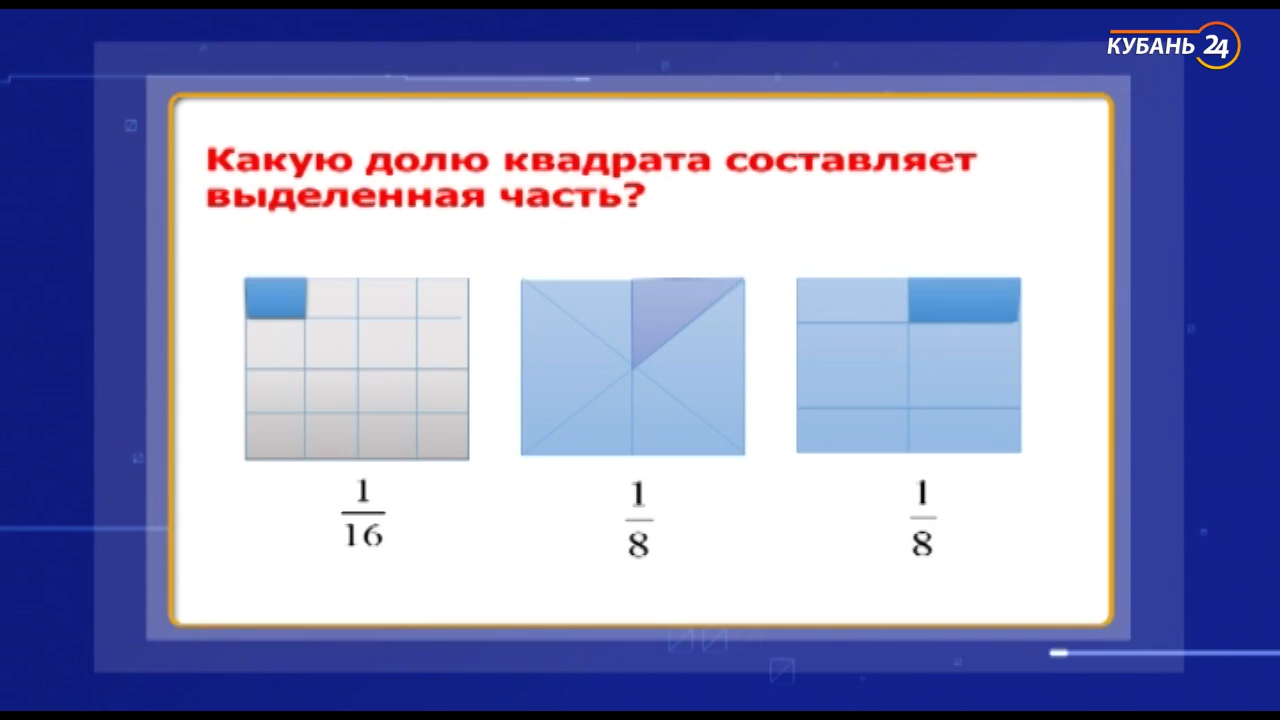 КУБАНЬ 24
Какую долю квадрата составляет
выделенная часть?
1 1 1
16 8 8